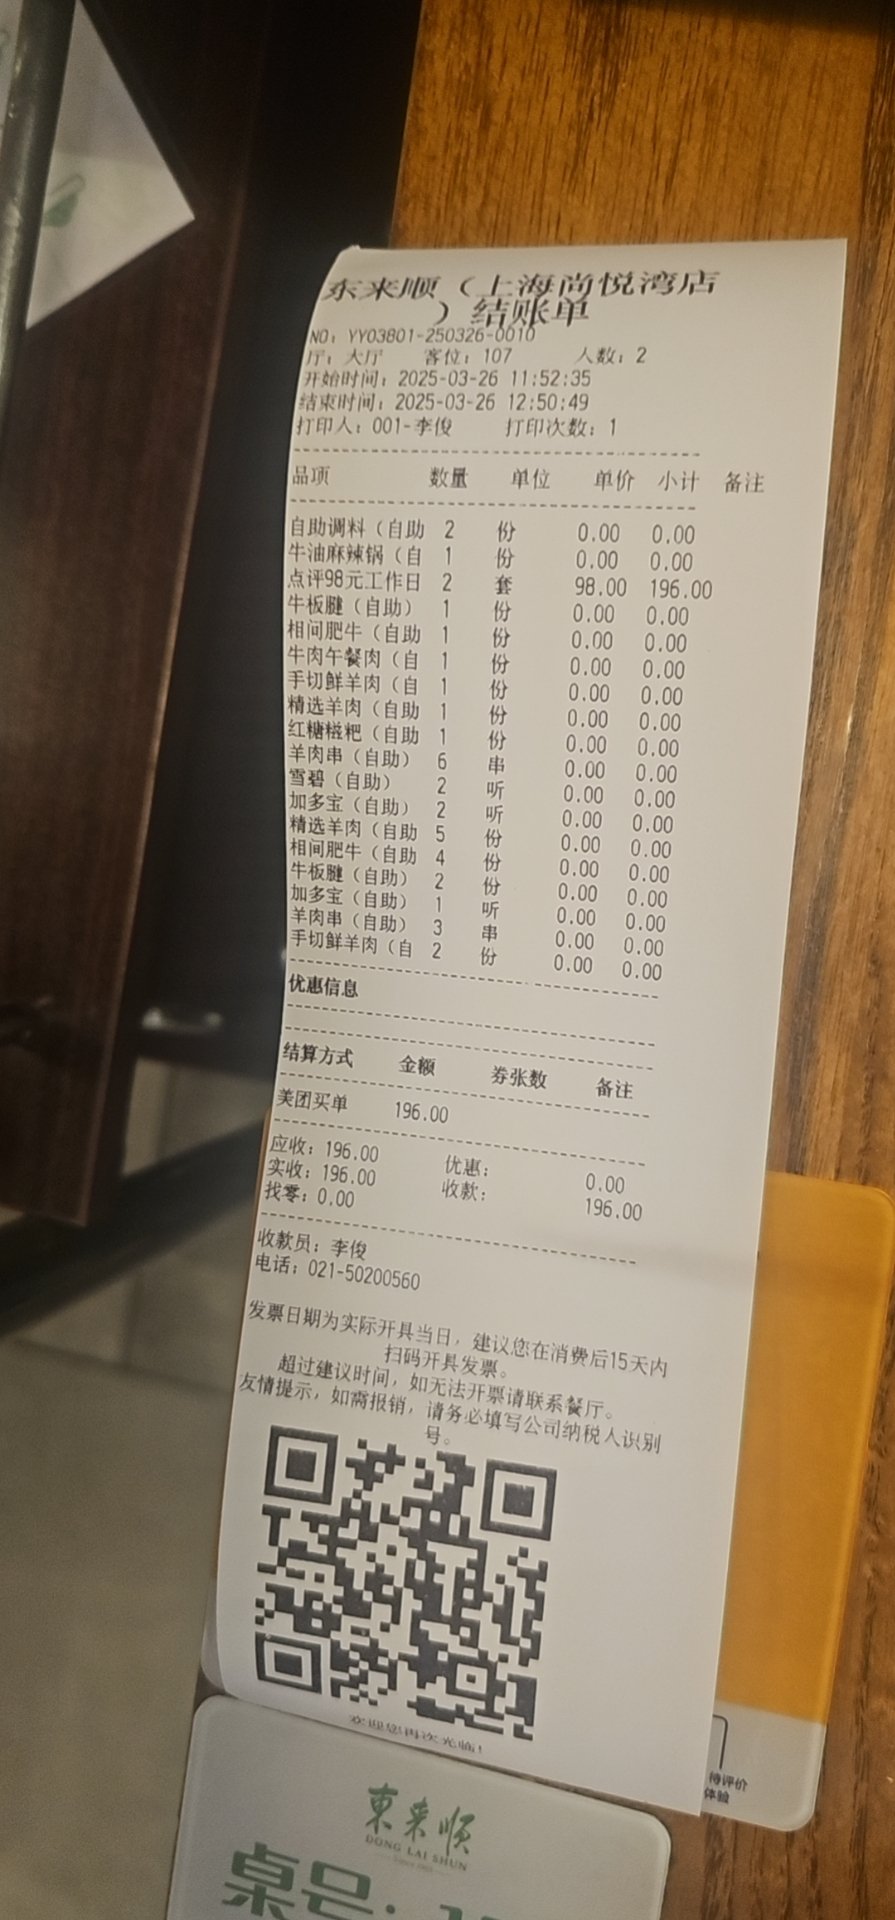 东来顺（上海尚悦湾店
）结账单
NO：YY03801-250326-0010
厅：大厅 客位：107 人数：2
开始时间：2025-03-26 11:52:35
结束时间：2025-03-26 12:50:49
打印人：001-李俊 打印次数：1
品项 数量 单位 单价 小计 备注
自助调料（自助 2 份 0.00 0.00
牛油麻辣锅（自 1 份 0.00 0.00
点评98元工作日 2 套 98.00 196.00
牛板腱（自助） 1 份 0.00 0.00
相间肥牛（自助 1 份 0.00 0.00
牛肉午餐肉（自 1 份 0.00 0.00
手切鲜羊肉（自 1 份 0.00 0.00
精选羊肉（自助 1 份 0.00 0.00
红糖糍粑（自助 1 份 0.00 0.00
羊肉串（自助） 6 串 0.00 0.00
雪碧（自助） 2 听 0.00 0.00
加多宝（自助） 2 听 0.00 0.00
精选羊肉（自助 5 份 0.00 0.00
相间肥牛（自助 4 份 0.00 0.00
牛板腱（自助） 2 份 0.00 0.00
加多宝（自助） 1 听 0.00 0.00
羊肉串（自助） 3 串 0.00 0.00
手切鲜羊肉（自 2 份 0.00 0.00
优惠信息
结算方式 金额 券张数 备注
美团买单 196.00
应收：196.00 优惠： 0.00
实收：196.00 收款： 196.00
找零：0.00
收款员：李俊
电话：021-50200560
发票日期为实际开具当日，建议您在消费后15天内
扫码开具发票。
超过建议时间，如无法开票请联系餐厅。
友情提示，如需报销，请务必填写公司纳税人识别
号。
欢迎您再次光临！
待评价
体验
東来顺
DONG LAI SHUN
桌号：